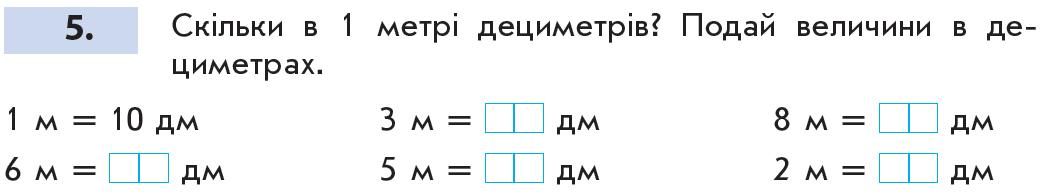 5. Скільки в 1 метрі дециметрів? Подай величини в де-
циметрах.
1 м = 10 дм 3 м = дм 8 м = дм
6 м = дм 5 м = дм 2 м = дм